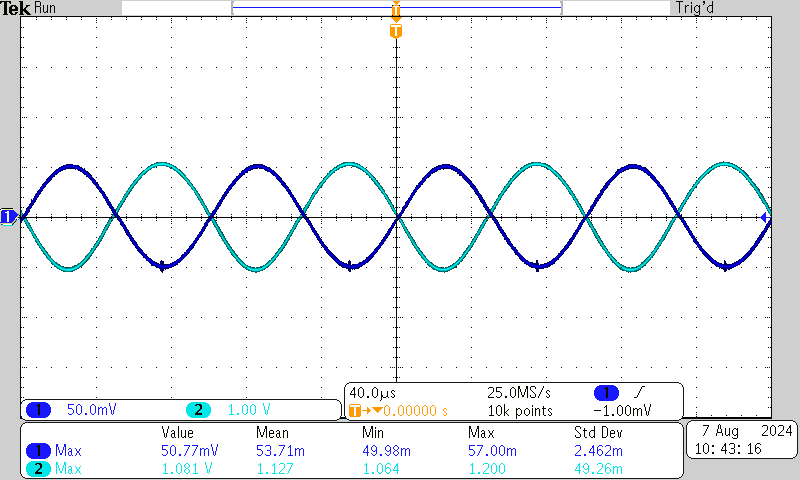 Tek Run Trig'd
T
T
1
1 50.0mV 2 1.00 V
40.0µs 25.0MS/s 1
T→▼0.00000 s 10k points −1.00mV
Value Mean Min Max Std Dev
1 Max 50.77mV 53.71m 49.98m 57.00m 2.462m
2 Max 1.081 V 1.127 1.064 1.200 49.26m
7 Aug 2024
10:43:16